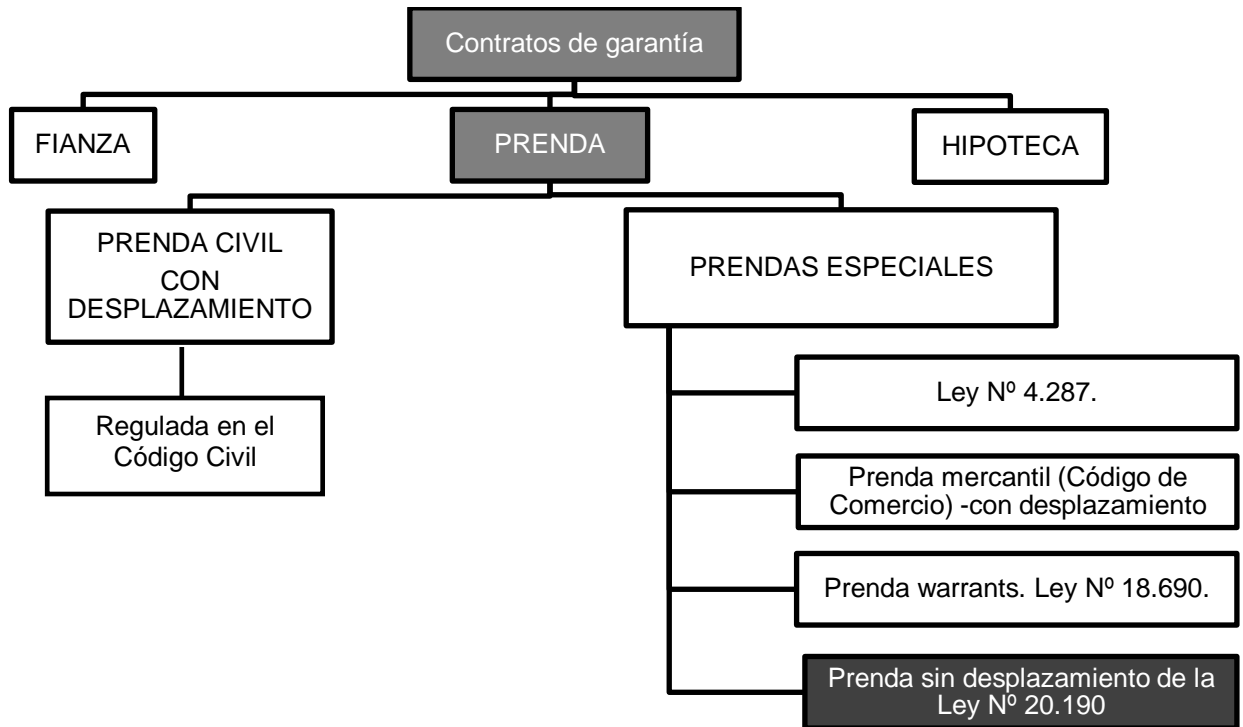 Contratos de garantía
FIANZA
PRENDA
HIPOTECA
PRENDA CIVIL
CON
DESPLAZAMIENTO
PRENDAS ESPECIALES
Regulada en el
Código Civil
Ley Nº 4.287.
Prenda mercantil (Código de
Comercio) -con desplazamiento
Prenda warrants. Ley Nº 18.690.
Prenda sin desplazamiento de la
Ley Nº 20.190